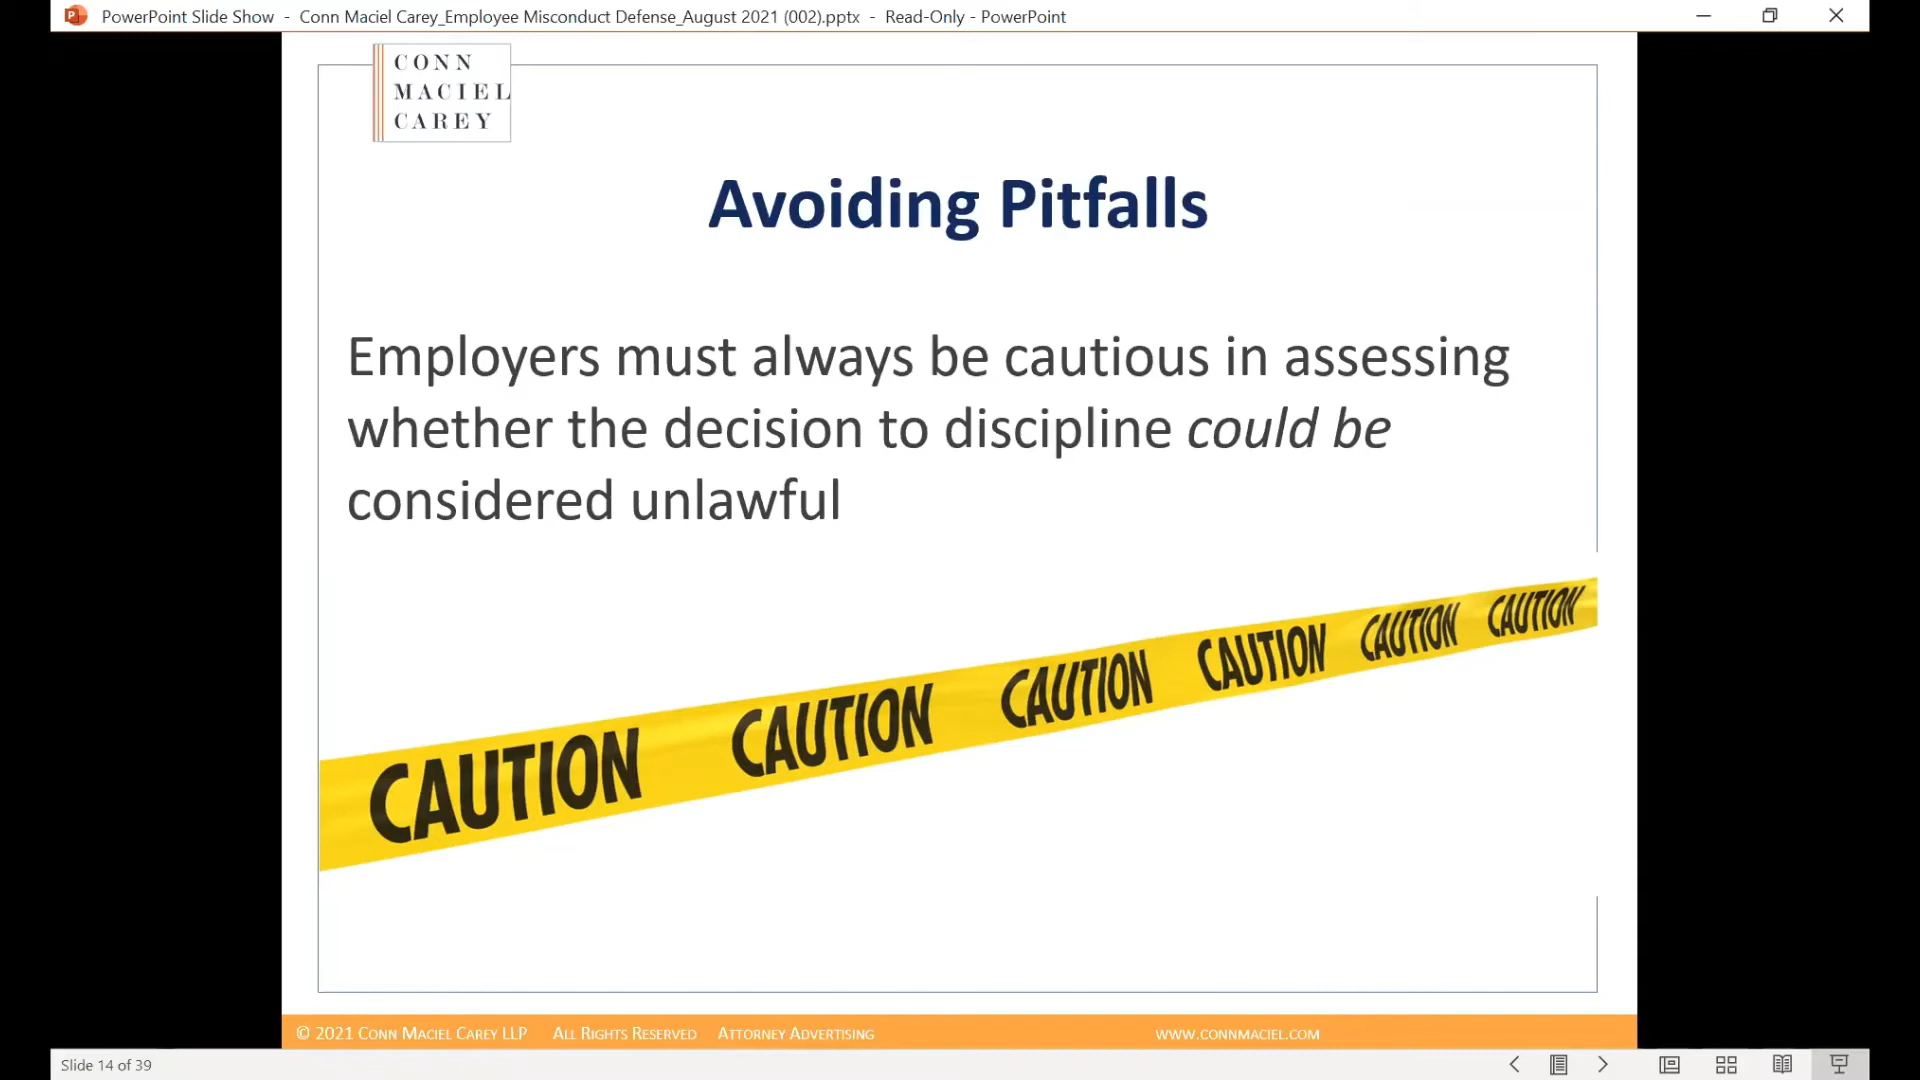 PowerPoint Slide Show - Conn Maciel Carey_Employee Misconduct Defense_August 2021 (002).pptx - Read-Only - PowerPoint
CONN
MACIEL
CAREY
Avoiding Pitfalls
Employers must always be cautious in assessing
whether the decision to discipline could be
considered unlawful
CAUTION CAUTION CAUTION CAUTION CAUTION CAUTION
© 2021 CONN MACIEL CAREY LLP ALL RIGHTS RESERVED ATTORNEY ADVERTISING WWW.CONNMACIEL.COM
Slide 14 of 39